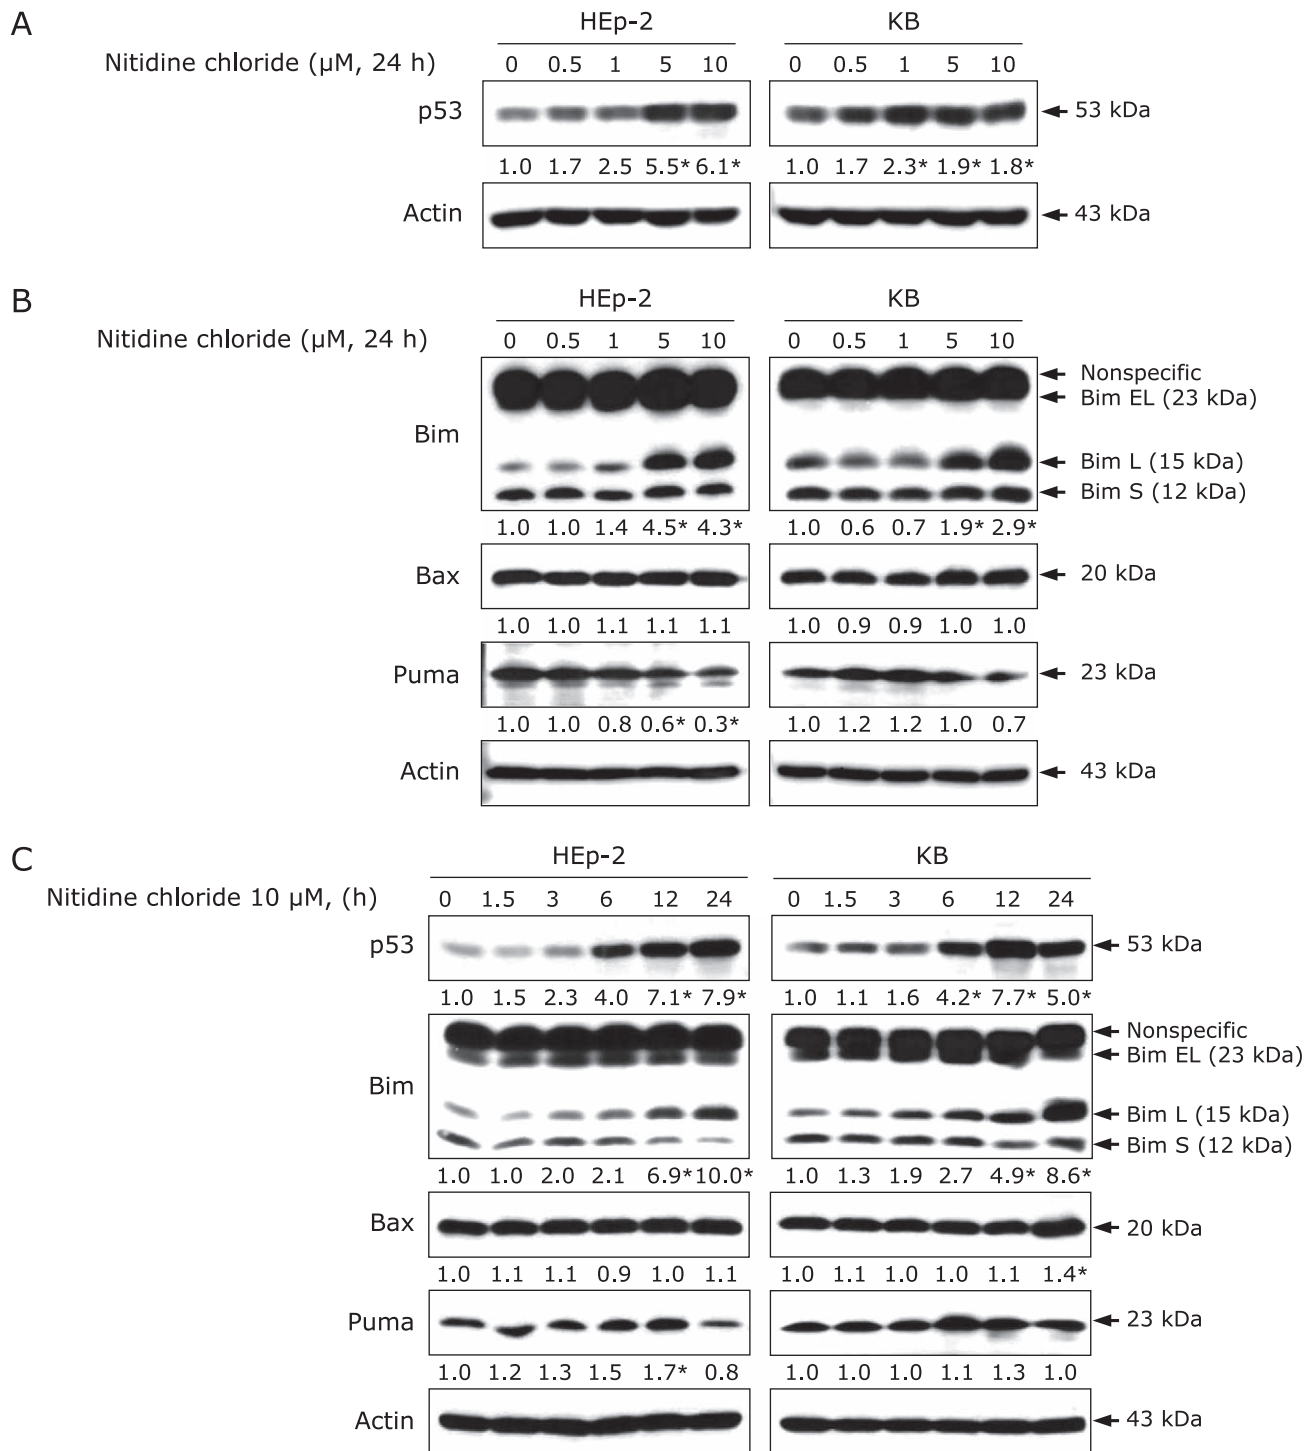 A
HEp-2 KB
Nitidine chloride (µM, 24 h) 0 0.5 1 5 10 0 0.5 1 5 10
p53 53 kDa
1.0 1.7 2.5 5.5* 6.1* 1.0 1.7 2.3* 1.9* 1.8*
Actin 43 kDa
B
HEp-2 KB
Nitidine chloride (µM, 24 h) 0 0.5 1 5 10 0 0.5 1 5 10
Nonspecific
Bim EL (23 kDa)
Bim
Bim L (15 kDa)
Bim S (12 kDa)
1.0 1.0 1.4 4.5* 4.3* 1.0 0.6 0.7 1.9* 2.9*
Bax 20 kDa
1.0 1.0 1.1 1.1 1.1 1.0 0.9 0.9 1.0 1.0
Puma 23 kDa
1.0 1.0 0.8 0.6* 0.3* 1.0 1.2 1.2 1.0 0.7
Actin 43 kDa
C
HEp-2 KB
Nitidine chloride 10 µM, (h) 0 1.5 3 6 12 24 0 1.5 3 6 12 24
p53 53 kDa
1.0 1.5 2.3 4.0 7.1* 7.9* 1.0 1.1 1.6 4.2* 7.7* 5.0*
Nonspecific
Bim EL (23 kDa)
Bim
Bim L (15 kDa)
Bim S (12 kDa)
1.0 1.0 2.0 2.1 6.9* 10.0* 1.0 1.3 1.9 2.7 4.9* 8.6*
Bax 20 kDa
1.0 1.1 1.1 0.9 1.0 1.1 1.0 1.1 1.0 1.0 1.1 1.4*
Puma 23 kDa
1.0 1.2 1.3 1.5 1.7* 0.8 1.0 1.0 1.0 1.1 1.3 1.0
Actin 43 kDa